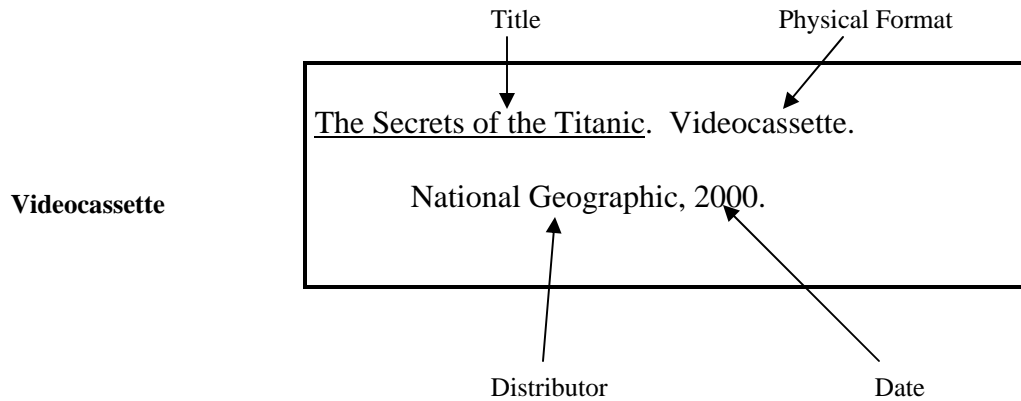 Title Physical Format
The Secrets of the Titanic. Videocassette.
Videocassette
National Geographic, 2000.
Distributor Date